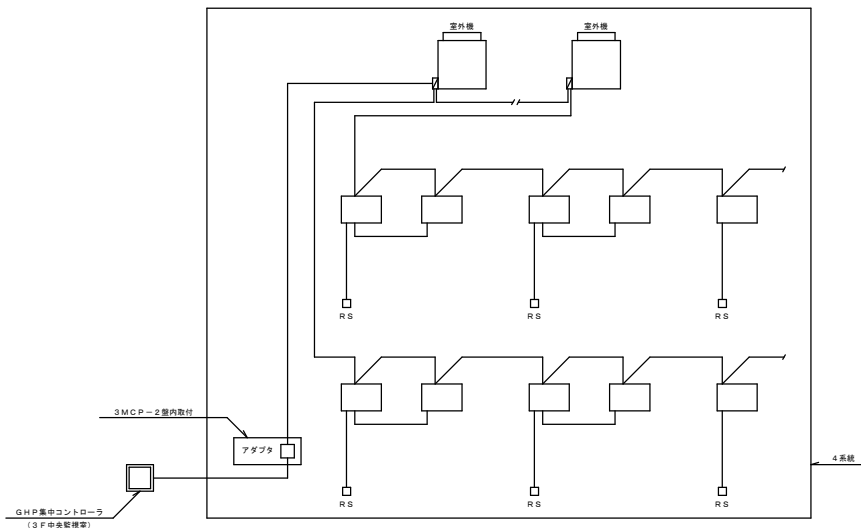 室外機 室外機
RS RS RS
3MCP-2盤内取付
アダプタ
4系統
RS RS RS
GHP集中コントローラ
(3F中央監視室)